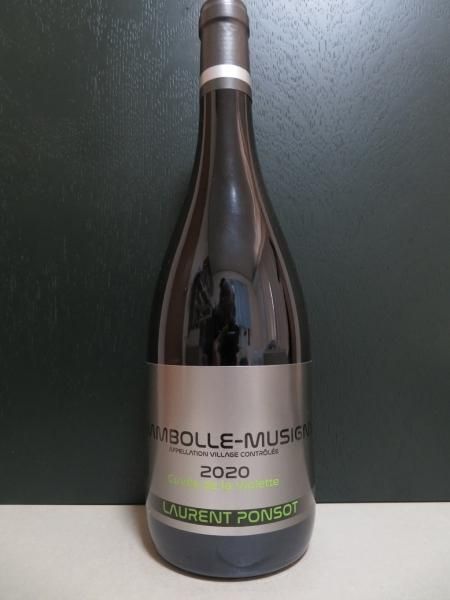 AMBOLLE-MUSIGN
APPELLATION VILLAGE CONTRÔLÉE
2020
Cuvée de la Violette
LAURENT PONSOT